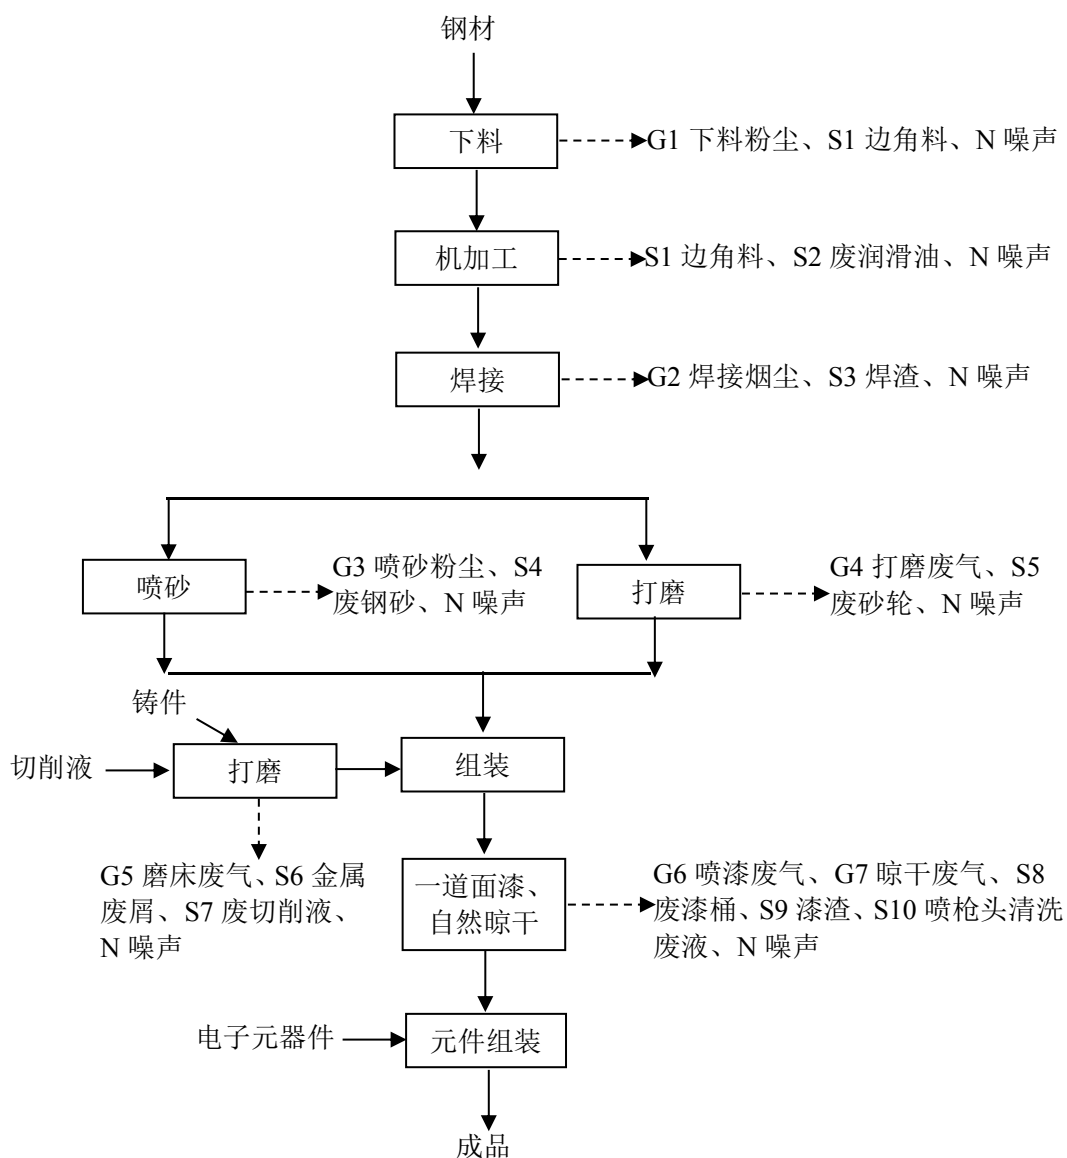 钢材
下料
G1 下料粉尘、S1 边角料、N 噪声
机加工
S1 边角料、S2 废润滑油、N 噪声
焊接
G2 焊接烟尘、S3 焊渣、N 噪声
喷砂
G3 喷砂粉尘、S4
废钢砂、N 噪声
打磨
G4 打磨废气、S5
废砂轮、N 噪声
铸件
切削液
打磨
组装
G5 磨床废气、S6 金属
废屑、S7 废切削液、
N 噪声
一道面漆、
自然晾干
G6 喷漆废气、G7 晾干废气、S8
废漆桶、S9 漆渣、S10 喷枪头清洗
废液、N 噪声
电子元器件
元件组装
成品